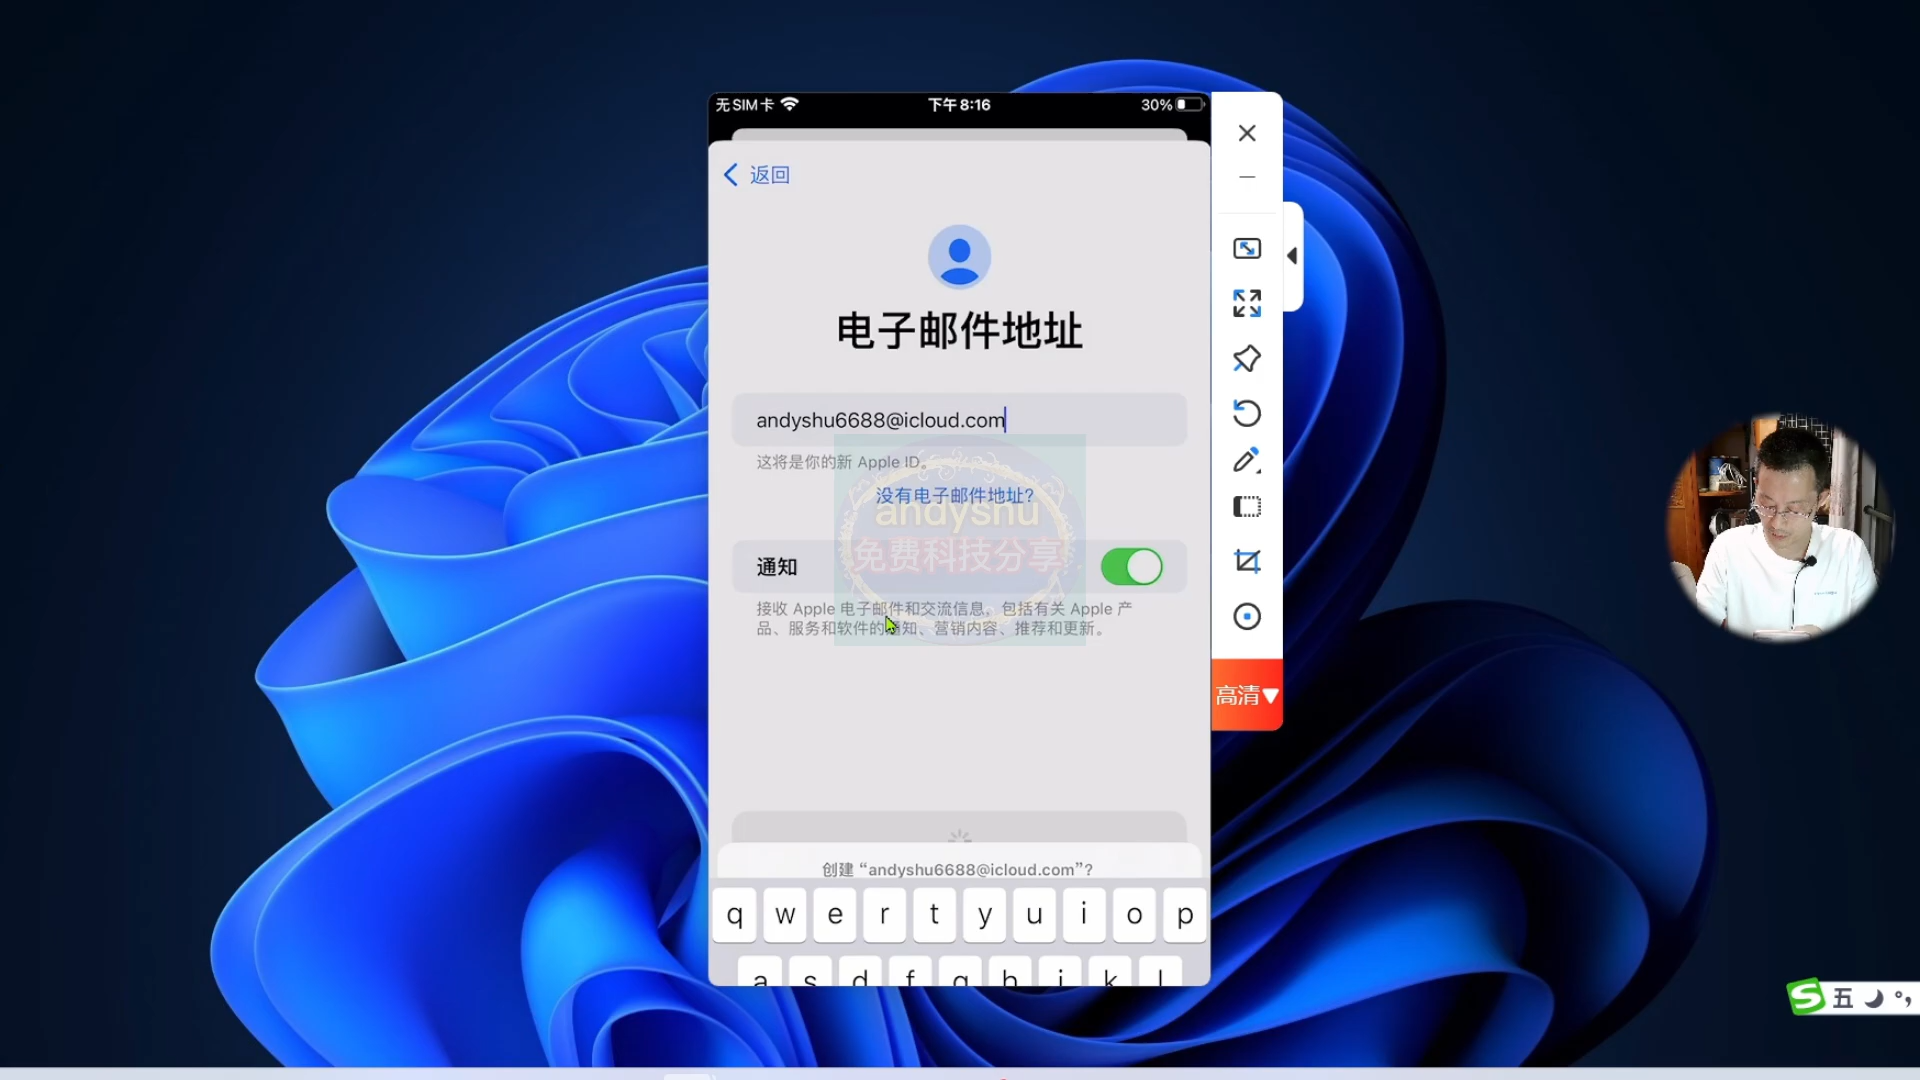 无SIM卡
下午8:16
30%
返回
电子邮件地址
andyshu6688@icloud.com
这将是你的新 Apple ID。
没有电子邮件地址?
andyshu
免费科技分享
通知
接收 Apple 电子邮件和交流信息，包括有关 Apple 产
品、服务和软件的通知、营销内容、推荐和更新。
高清
创建 “andyshu6688@icloud.com”?
q w e r t y u i o p
a s d f g h j k l
五